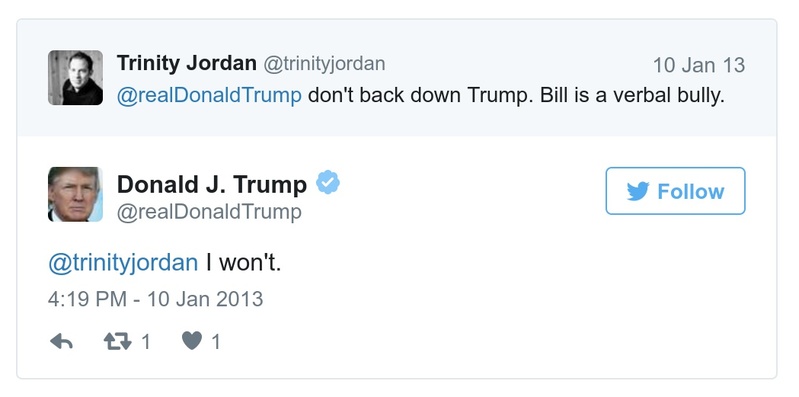 Trinity Jordan @trinityjordan 10 Jan 13
@realDonaldTrump don't back down Trump. Bill is a verbal bully.
Donald J. Trump
@realDonaldTrump
Follow
@trinityjordan I won't.
4:19 PM - 10 Jan 2013
1 1